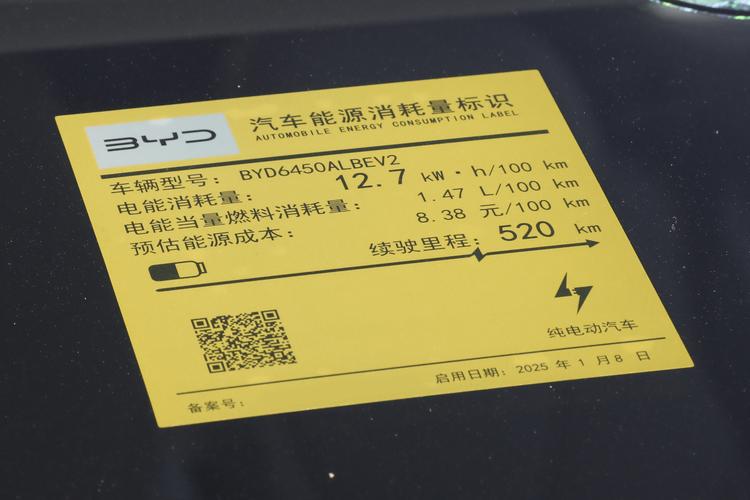 BYD
汽车能源消耗量标识
AUTOMOBILE ENERGY CONSUMPTION LABEL
车辆型号: BYD6450ALBEV2
电能消耗量: 12.7 kW·h/100 km
电能当量燃料消耗量: 1.47 L/100 km
预估能源成本: 8.38 元/100 km
续驶里程: 520 km
纯电动汽车
备案号:
启用日期: 2025 年 1 月 8 日